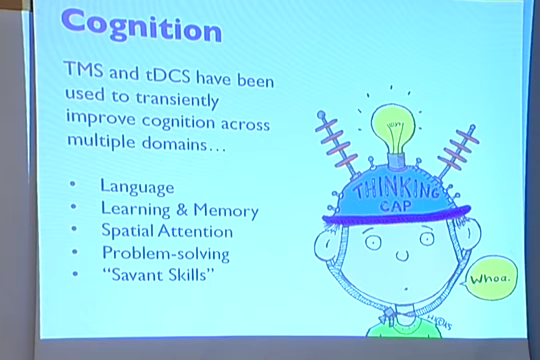 Cognition
TMS and tDCS have been
used to transiently
improve cognition across
multiple domains…
• Language
• Learning & Memory
• Spatial Attention
• Problem-solving
• “Savant Skills”
THINKING
CAP
Whoa.